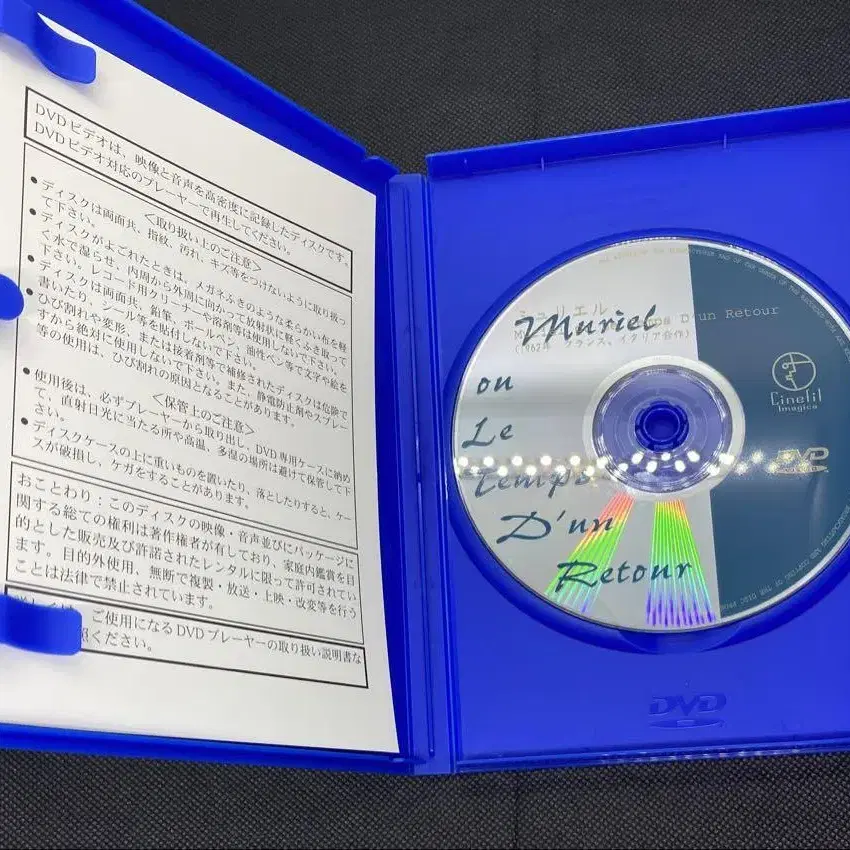 DVDビデオは、映像と音声を高密度に記録したディスクです。
DVDビデオ対応のプレーヤーで再生してください。
<取り扱い上のご注意>
●ディスクは両面共、指紋、汚れ、キズ等をつけないように取り扱っ
て下さい。
●ディスクがよごれたときは、メガネふきのような柔らかい布を軽
く水で湿らせ、内周から外周に向かって放射状に軽くふき取って
下さい。レコード用クリーナーや溶剤等は使用しないで下さい。
●ディスクは両面共、鉛筆、ボールペン、油性ペン等で文字や絵を
書いたり、シール等を貼付しないで下さい。
●ひび割れや変形、または接着剤等で補修されたディスクは危険で
すから絶対に使用しないで下さい。また、静電防止剤やスプレー
等の使用は、ひび割れの原因となることがあります。
<保管上のご注意>
●使用後は、必ずプレーヤーから取り出し、DVD専用ケースに納め
て、直射日光に当たる所や高温、多湿の場所は避けて保管して下
さい。
●ディスクケースの上に重いものを置いたり、落としたりすると、ケー
スが破損し、ケガをすることがあります。
おことわり：このディスクの映像・音声並びにパッケージに
関する総ての権利は著作権者が有しており、家庭内鑑賞を目
的とした販売及び許諾されたレンタルに限って許可されてい
ます。目的外使用、無断で複製・放送・上映・改変等を行う
ことは法律で禁止されています。
ご使用になるDVDプレーヤーの取り扱い説明書な
ください。
ミュリエル
D'un Retour
(1962年 フランス、イタリア合作)
Muriel
ou
Le
temps
D'un
Retour
Cinefil
Imagica
DVD
DVD